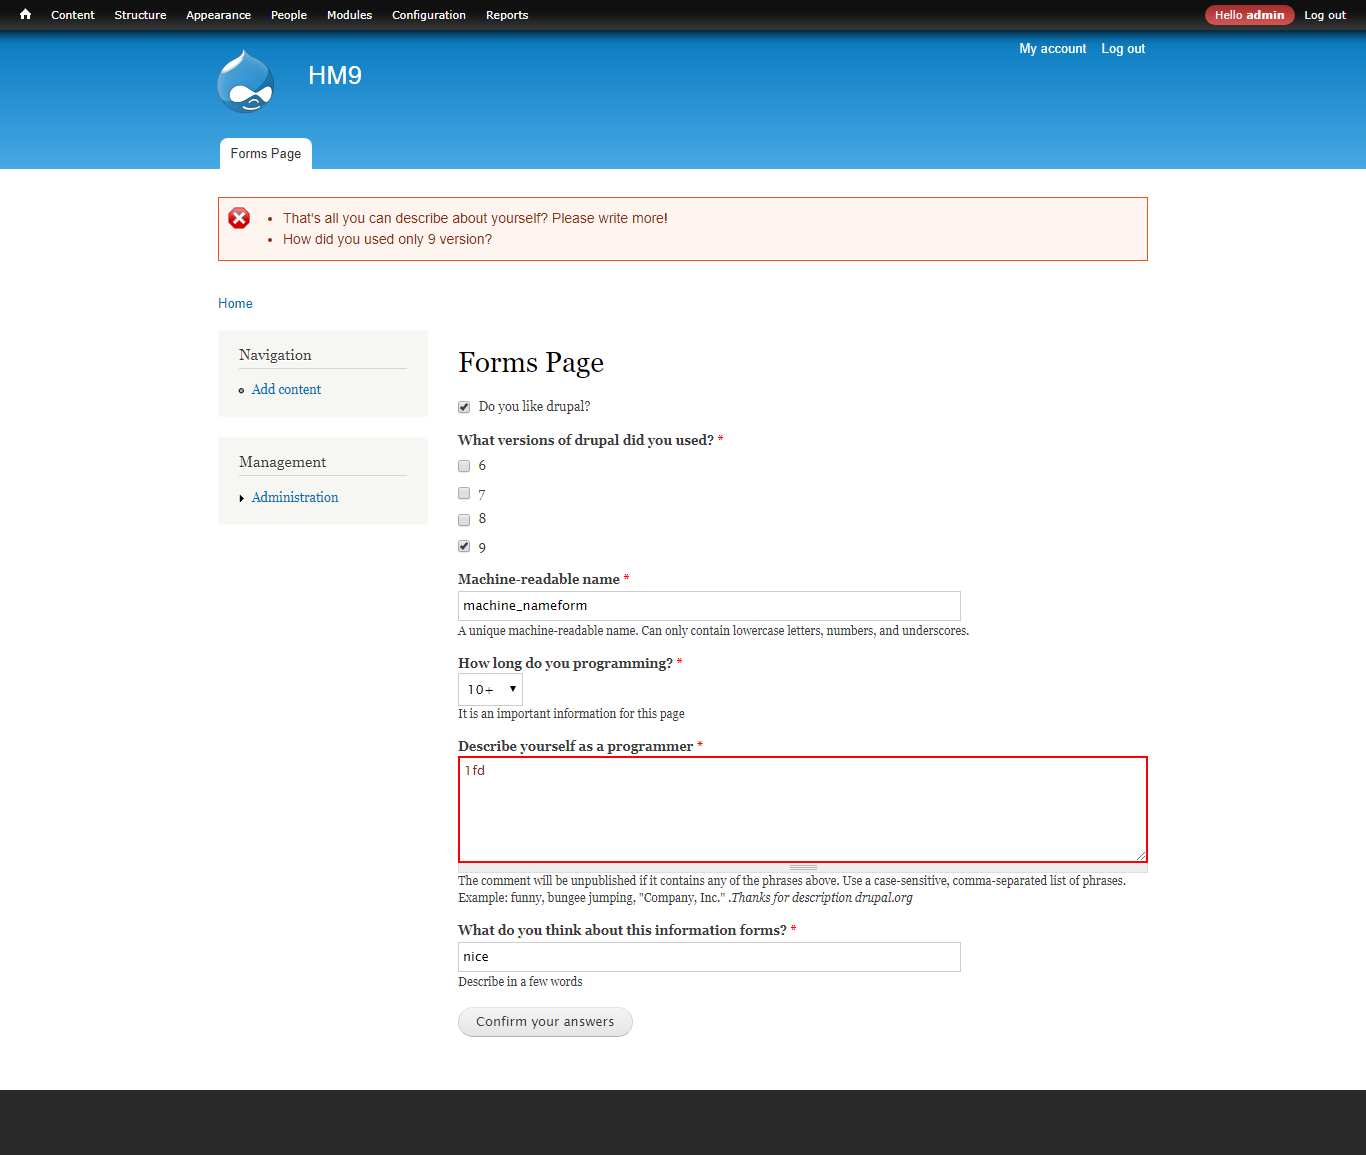 Content Structure Appearance People Modules Configuration Reports Hello admin Log out
My account Log out
HM9
Forms Page
That's all you can describe about yourself? Please write more!
How did you used only 9 version?
Home
Navigation
Add content
Management
Administration
Forms Page
Do you like drupal?
What versions of drupal did you used? *
6
7
8
9
Machine-readable name *
machine_nameform
A unique machine-readable name. Can only contain lowercase letters, numbers, and underscores.
How long do you programming? *
10+
It is an important information for this page
Describe yourself as a programmer *
1fd
The comment will be unpublished if it contains any of the phrases above. Use a case-sensitive, comma-separated list of phrases.
Example: funny, bungee jumping, "Company, Inc." .Thanks for description drupal.org
What do you think about this information forms? *
nice
Describe in a few words
Confirm your answers